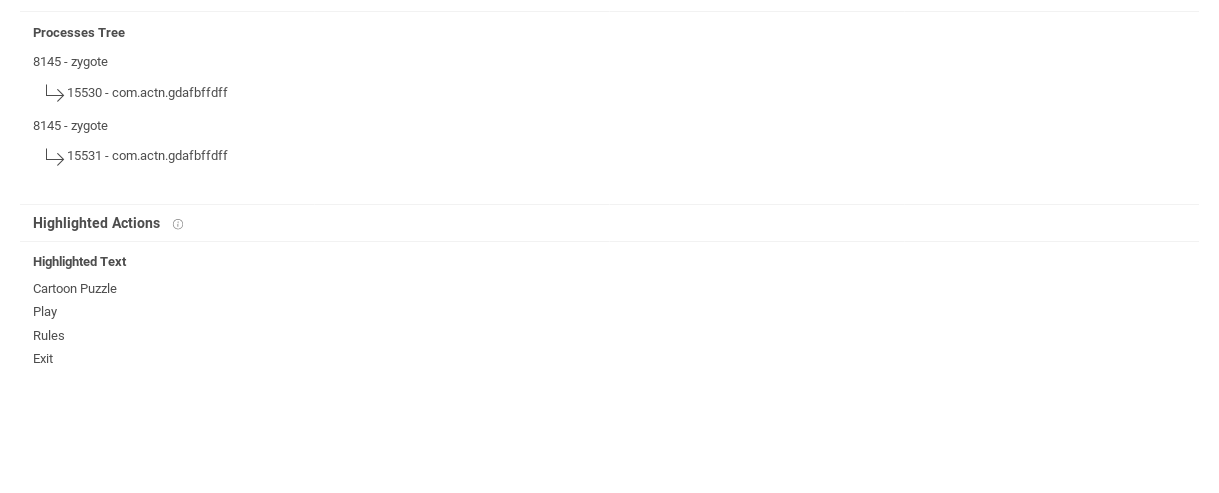 Processes Tree
8145 - zygote
15530 - com.actn.gdafbffdff
8145 - zygote
15531 - com.actn.gdafbffdff
Highlighted Actions
Highlighted Text
Cartoon Puzzle
Play
Rules
Exit